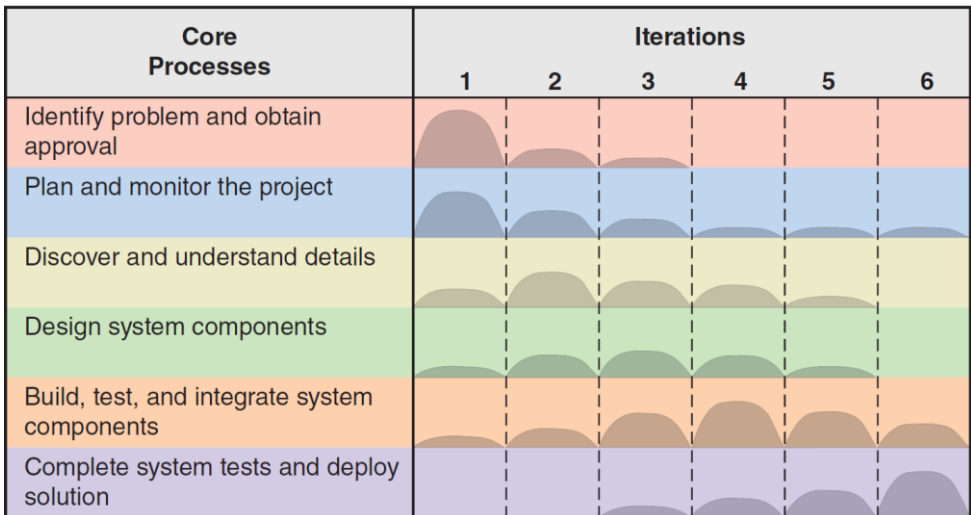 Core
Processes
Iterations
1 2 3 4 5 6
Identify problem and obtain
approval
Plan and monitor the project
Discover and understand details
Design system components
Build, test, and integrate system
components
Complete system tests and deploy
solution